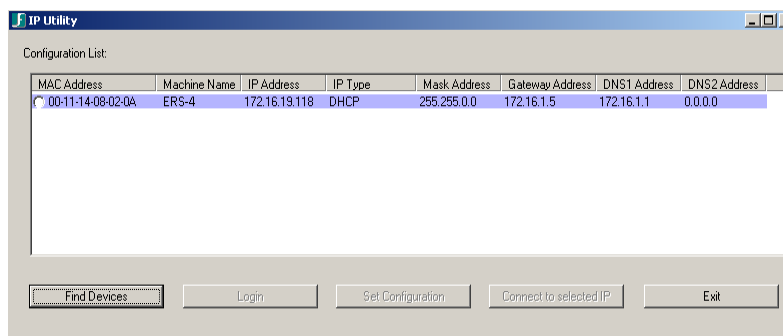 IP Utility
Configuration List:
MAC Address Machine Name IP Address IP Type Mask Address Gateway Address DNS1 Address DNS2 Address
00-11-14-08-02-0A ERS-4 172.16.19.118 DHCP 255.255.0.0 172.16.1.5 172.16.1.1 0.0.0.0
Find Devices Login Set Configuration Connect to selected IP Exit